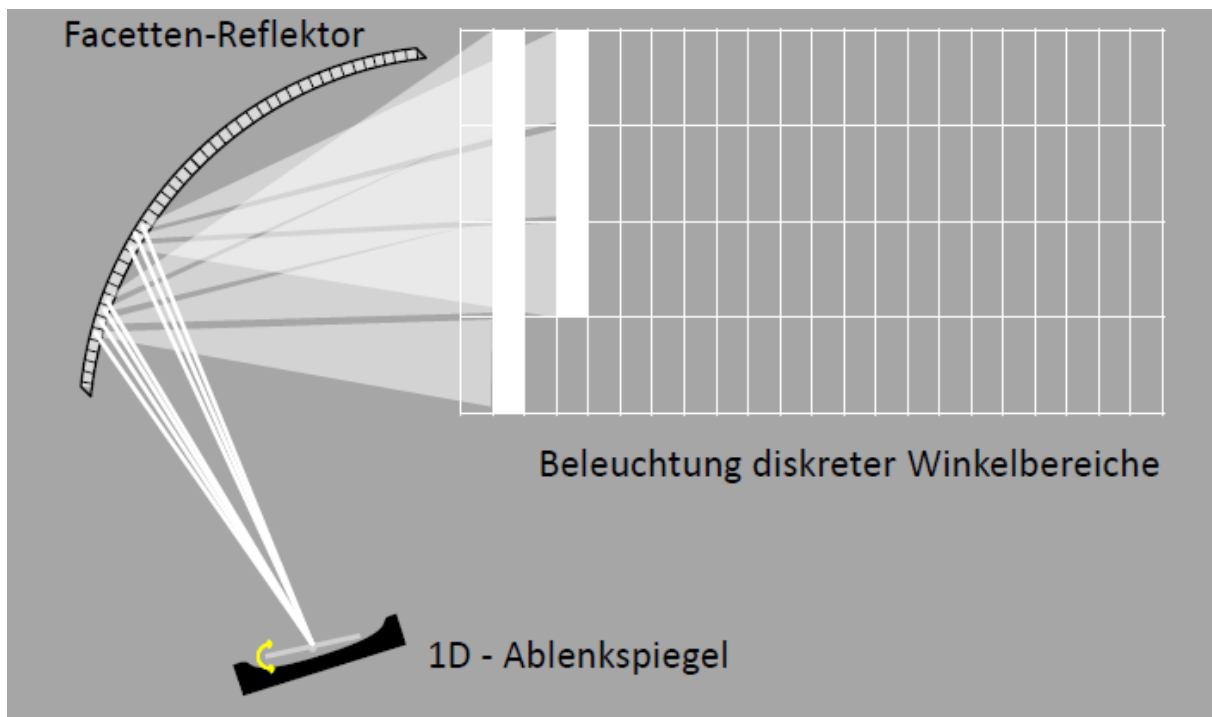 Facetten-Reflektor
Beleuchtung diskreter Winkelbereiche
1D - Ablenkspiegel